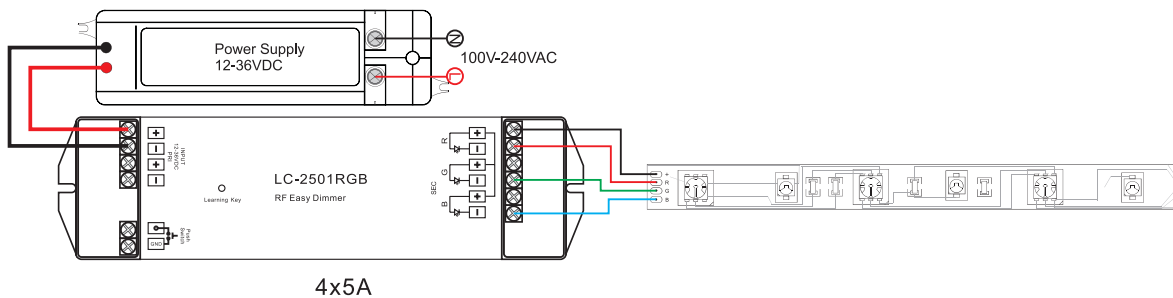 Power Supply
12-36VDC
N
100V-240VAC
L
+
−
+
−
INPUT
12-36VDC
PRI
LC-2501RGB
RF Easy Dimmer
Learning Key
Push
Switch
GND
SEC
R
+
−
G
+
−
B
+
−
+
R
G
B
4x5A